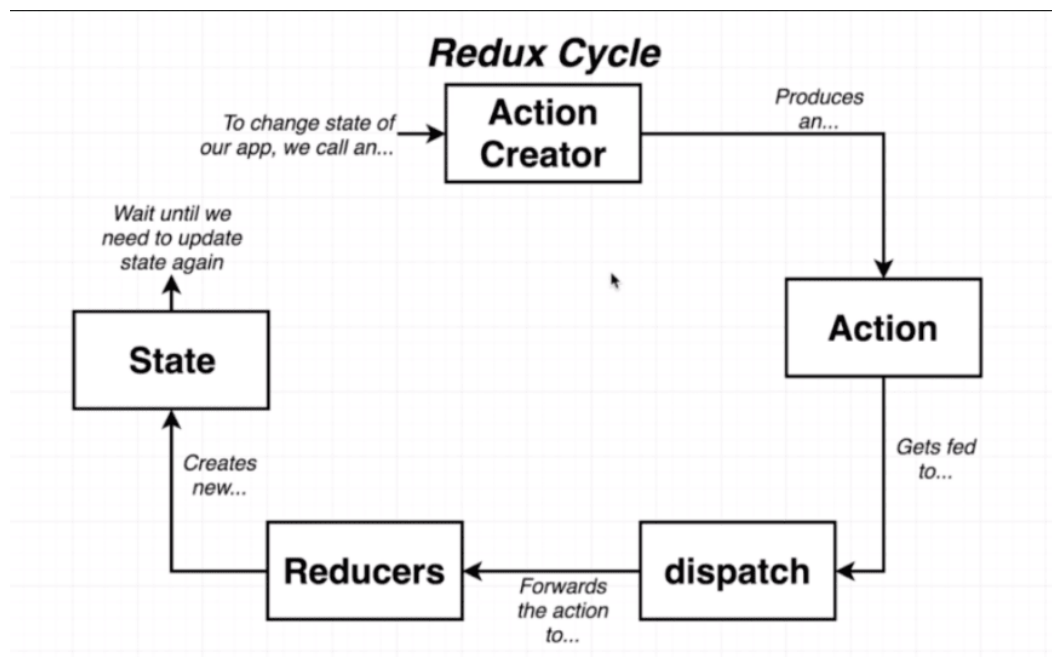 Redux Cycle
To change state of
our app, we call an...
Action
Creator
Produces
an...
Action
Gets fed
to...
dispatch
Forwards
the action
to...
Reducers
Creates
new...
State
Wait until we
need to update
state again